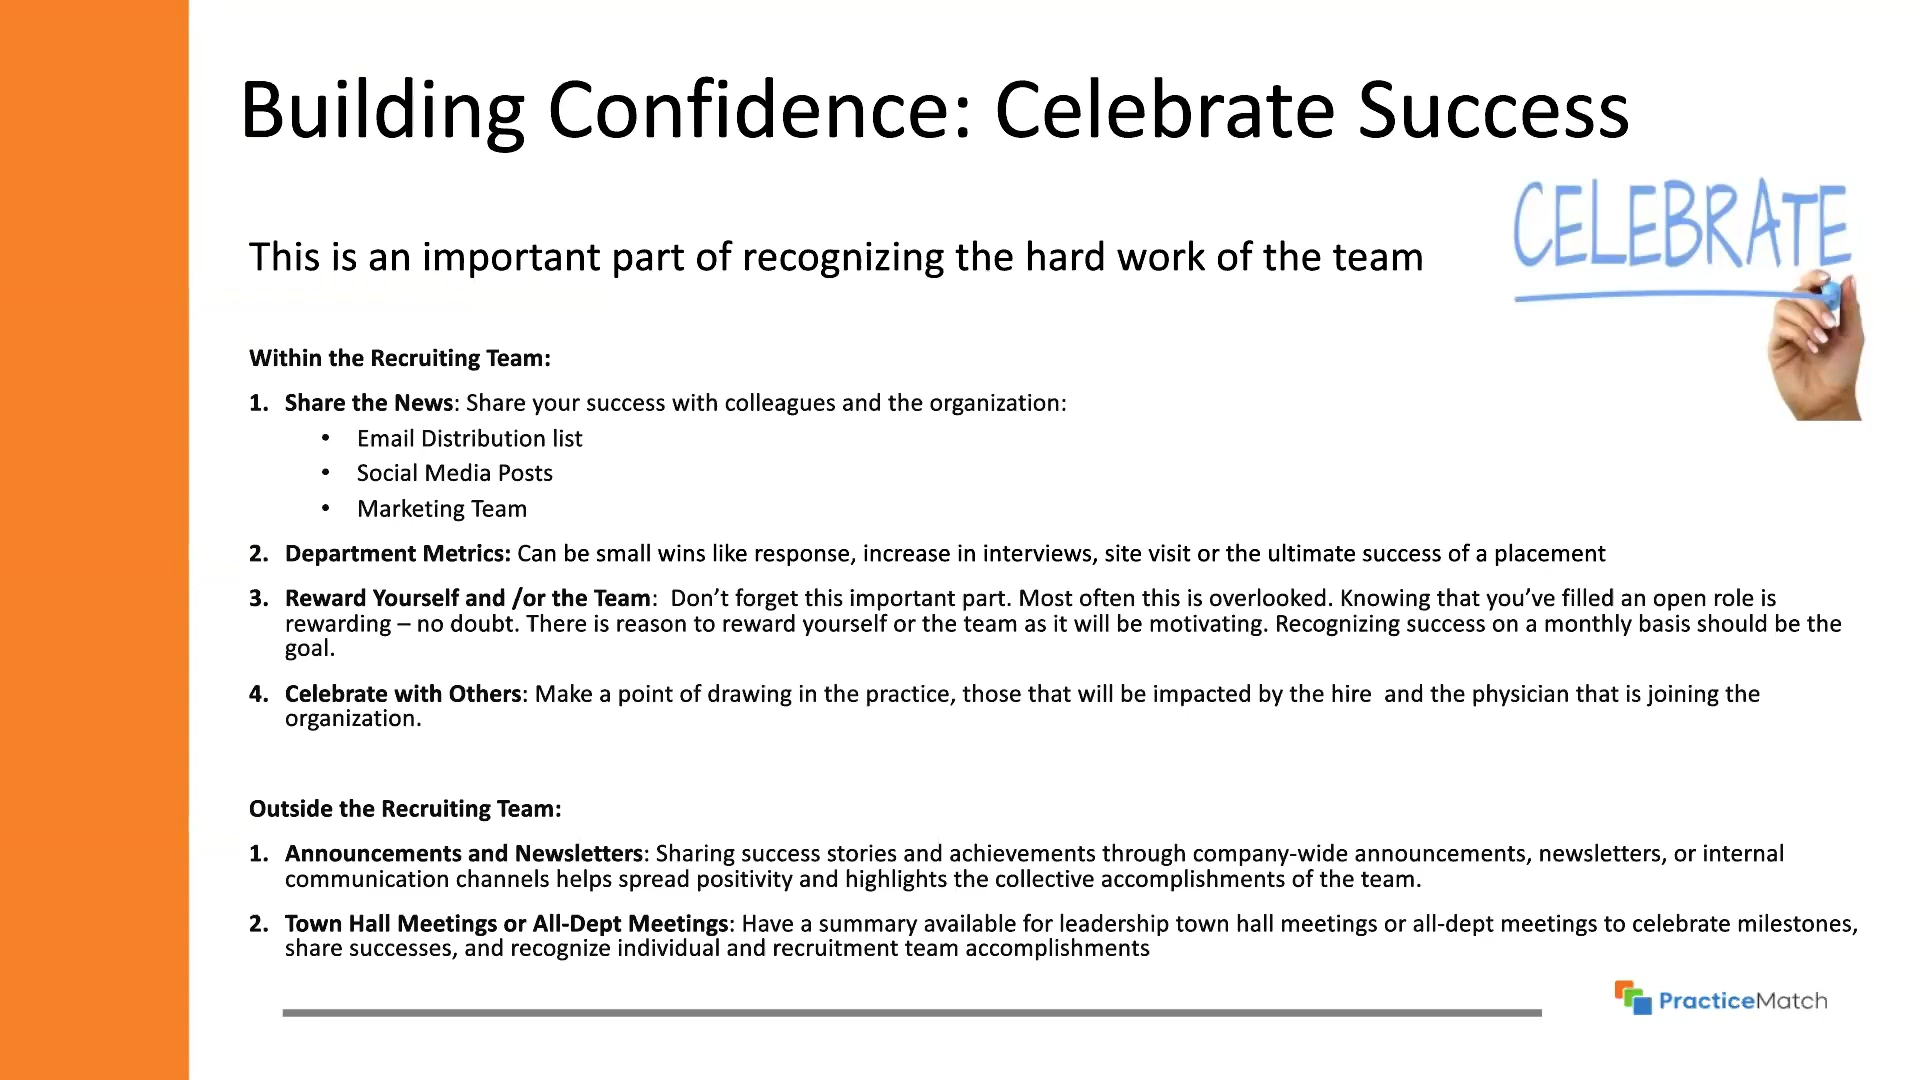 Building Confidence: Celebrate Success
CELEBRATE
This is an important part of recognizing the hard work of the team
Within the Recruiting Team:
1. Share the News: Share your success with colleagues and the organization:
• Email Distribution list
• Social Media Posts
• Marketing Team
2. Department Metrics: Can be small wins like response, increase in interviews, site visit or the ultimate success of a placement
3. Reward Yourself and /or the Team:  Don’t forget this important part. Most often this is overlooked. Knowing that you’ve filled an open role is
rewarding – no doubt. There is reason to reward yourself or the team as it will be motivating. Recognizing success on a monthly basis should be the
goal.
4. Celebrate with Others: Make a point of drawing in the practice, those that will be impacted by the hire  and the physician that is joining the
organization.
Outside the Recruiting Team:
1. Announcements and Newsletters: Sharing success stories and achievements through company-wide announcements, newsletters, or internal
communication channels helps spread positivity and highlights the collective accomplishments of the team.
2. Town Hall Meetings or All-Dept Meetings: Have a summary available for leadership town hall meetings or all-dept meetings to celebrate milestones,
share successes, and recognize individual and recruitment team accomplishments
PracticeMatch